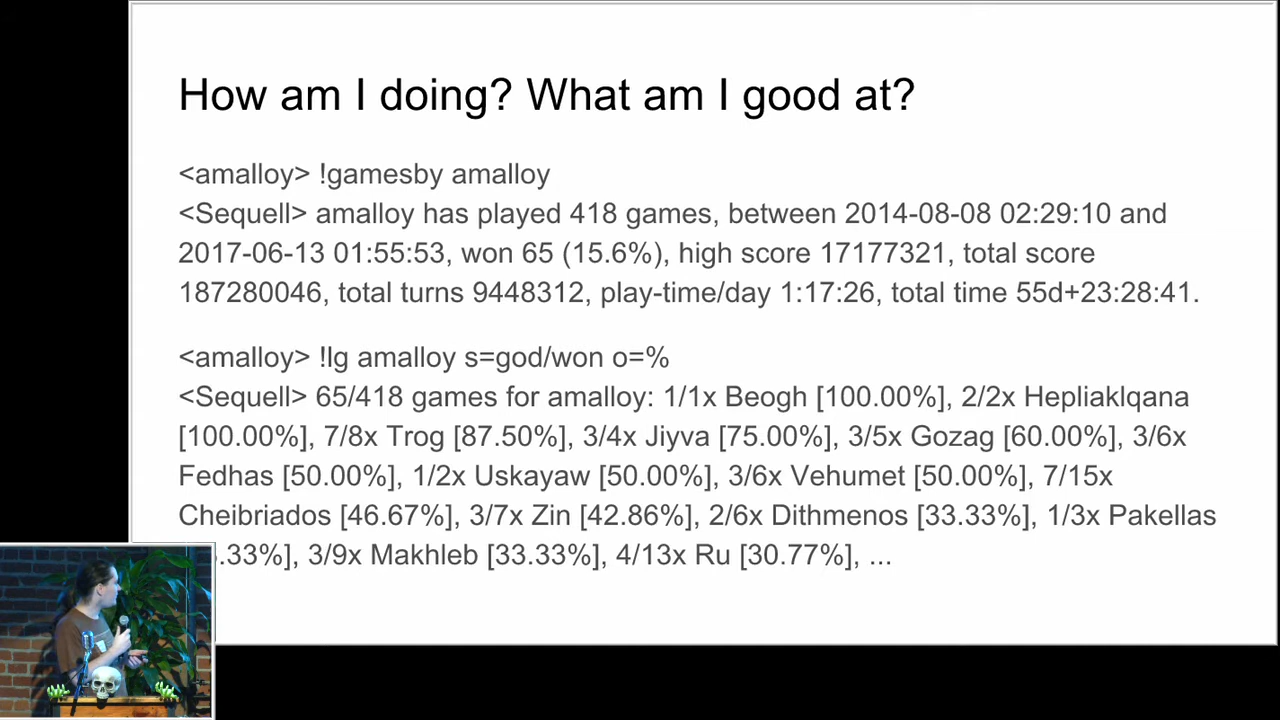 How am I doing? What am I good at?
<amalloy> !gamesby amalloy
<Sequell> amalloy has played 418 games, between 2014-08-08 02:29:10 and
2017-06-13 01:55:53, won 65 (15.6%), high score 17177321, total score
187280046, total turns 9448312, play-time/day 1:17:26, total time 55d+23:28:41.
<amalloy> !lg amalloy s=god/won o=%
<Sequell> 65/418 games for amalloy: 1/1x Beogh [100.00%], 2/2x Hepliaklqana
[100.00%], 7/8x Trog [87.50%], 3/4x Jiyva [75.00%], 3/5x Gozag [60.00%], 3/6x
Fedhas [50.00%], 1/2x Uskayaw [50.00%], 3/6x Vehumet [50.00%], 7/15x
Cheibriados [46.67%], 3/7x Zin [42.86%], 2/6x Dithmenos [33.33%], 1/3x Pakellas
.33%], 3/9x Makhleb [33.33%], 4/13x Ru [30.77%], ...